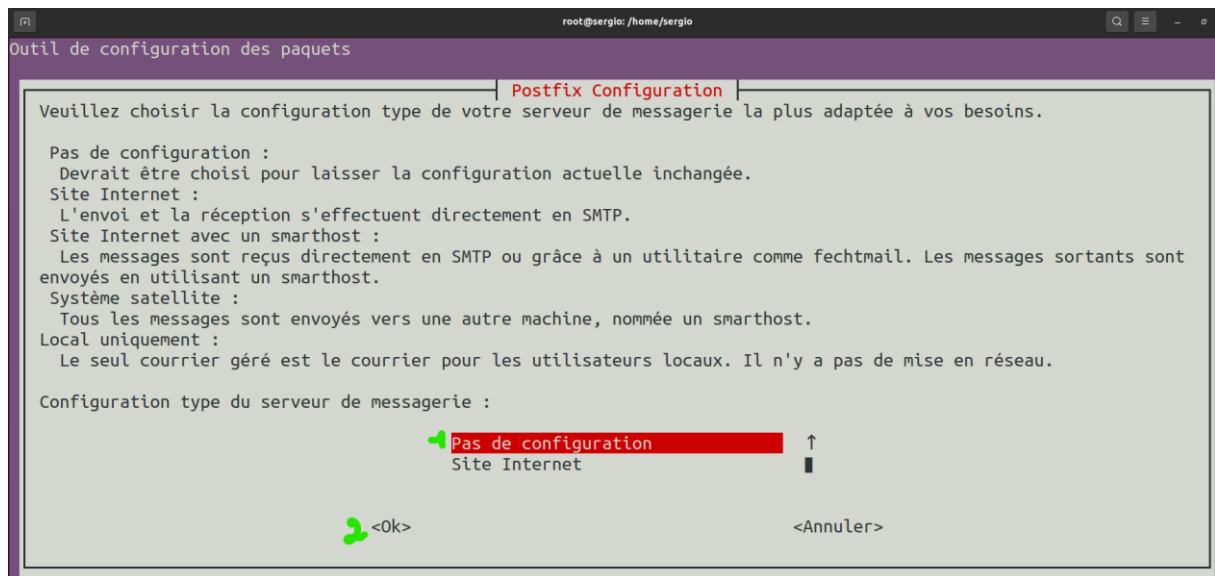 root@sergio: /home/sergio
Outil de configuration des paquets
Postfix Configuration
Veuillez choisir la configuration type de votre serveur de messagerie la plus adaptée à vos besoins.
Pas de configuration :
Devrait être choisi pour laisser la configuration actuelle inchangée.
Site Internet :
L'envoi et la réception s'effectuent directement en SMTP.
Site Internet avec un smarthost :
Les messages sont reçus directement en SMTP ou grâce à un utilitaire comme fechtmail. Les messages sortants sont
envoyés en utilisant un smarthost.
Système satellite :
Tous les messages sont envoyés vers une autre machine, nommée un smarthost.
Local uniquement :
Le seul courrier géré est le courrier pour les utilisateurs locaux. Il n'y a pas de mise en réseau.
Configuration type du serveur de messagerie :
1 Pas de configuration ↑
Site Internet
2 <Ok> <Annuler>